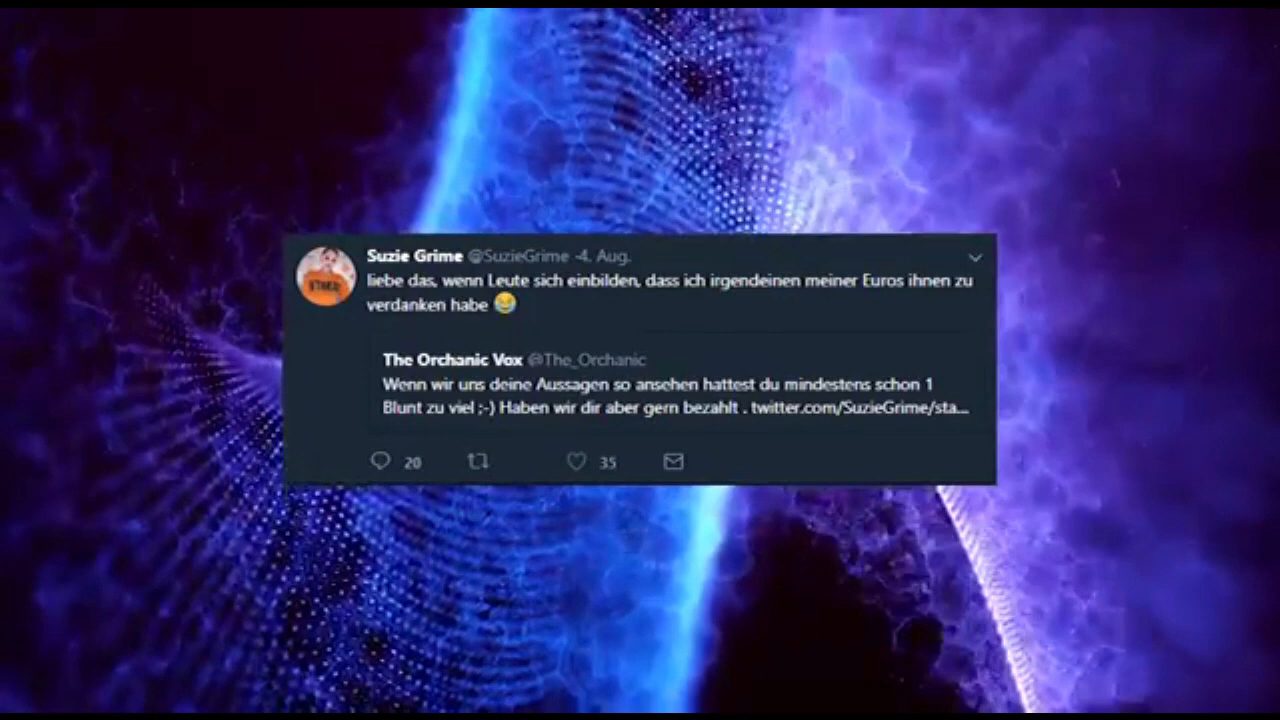 Suzie Grime @SuzieGrime ·4. Aug.
liebe das, wenn Leute sich einbilden, dass ich irgendeinen meiner Euros ihnen zu
verdanken habe 😂
The Orchanic Vox @The_Orchanic
Wenn wir uns deine Aussagen so ansehen hattest du mindestens schon 1
Blunt zu viel ;-) Haben wir dir aber gern bezahlt . twitter.com/SuzieGrime/sta...
20 35